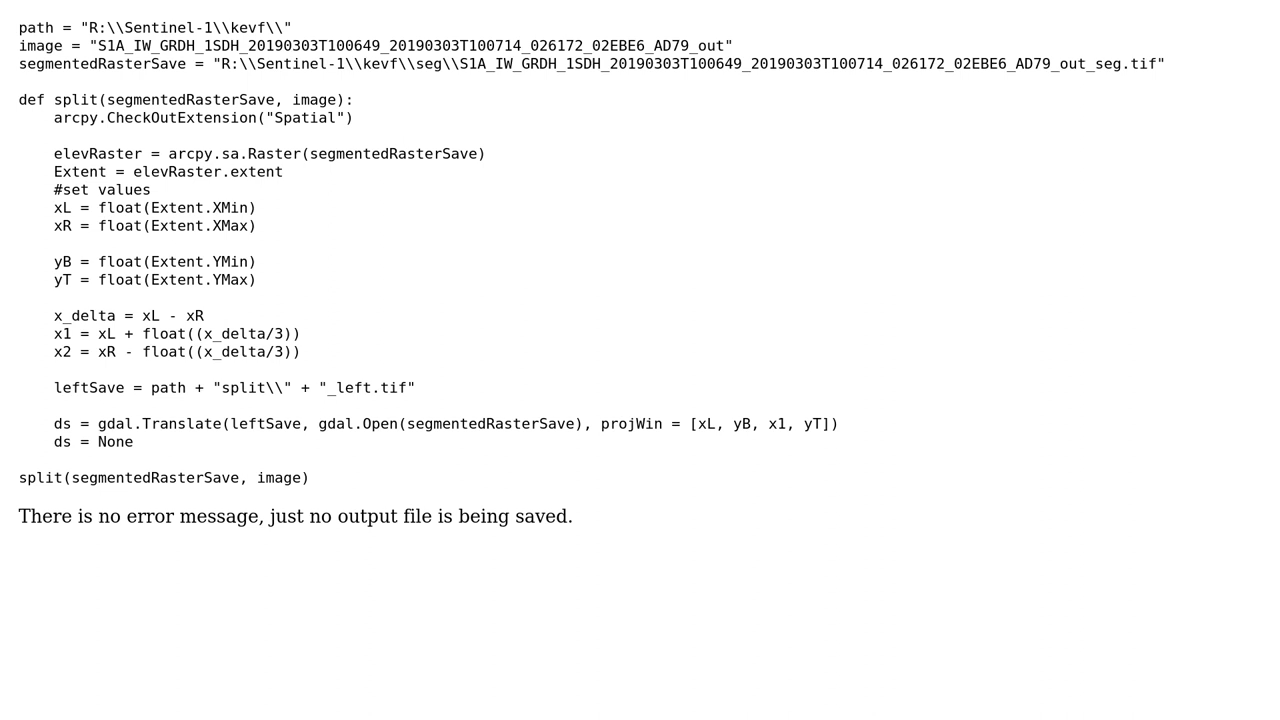 path = "R:\\Sentinel-1\\kevf\\"
image = "S1A_IW_GRDH_1SDH_20190303T100649_20190303T100714_026172_02EBE6_AD79_out"
segmentedRasterSave = "R:\\Sentinel-1\\kevf\\seg\\S1A_IW_GRDH_1SDH_20190303T100649_20190303T100714_026172_02EBE6_AD79_out_seg.tif"

def split(segmentedRasterSave, image):
    arcpy.CheckOutExtension("Spatial")

    elevRaster = arcpy.sa.Raster(segmentedRasterSave)
    Extent = elevRaster.extent
    #set values
    xL = float(Extent.XMin)
    xR = float(Extent.XMax)

    yB = float(Extent.YMin)
    yT = float(Extent.YMax)

    x_delta = xL - xR
    x1 = xL + float((x_delta/3))
    x2 = xR - float((x_delta/3))

    leftSave = path + "split\\" + "_left.tif"

    ds = gdal.Translate(leftSave, gdal.Open(segmentedRasterSave), projWin = [xL, yB, x1, yT])
    ds = None

split(segmentedRasterSave, image)

There is no error message, just no output file is being saved.